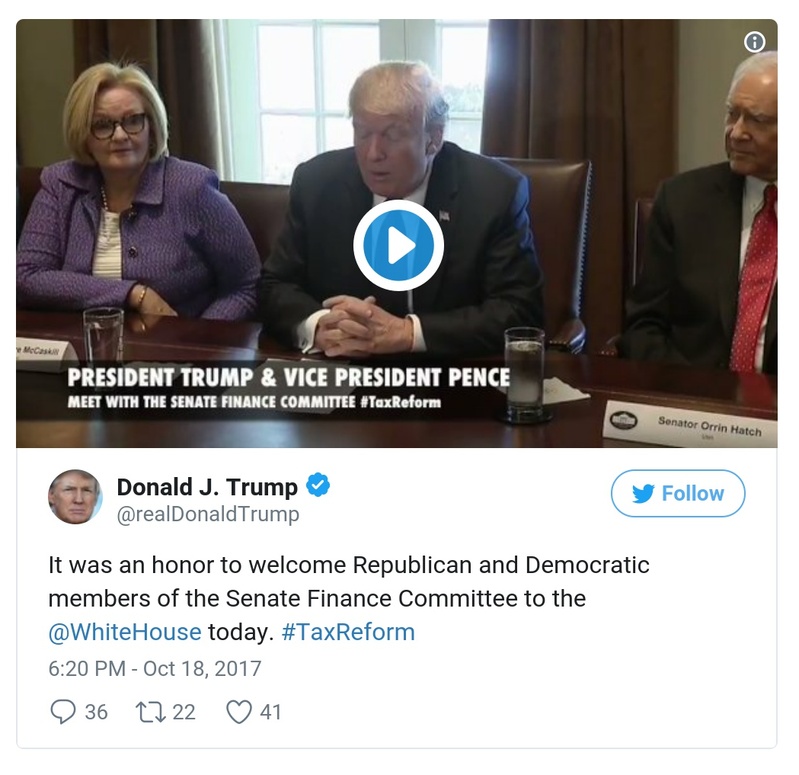 e McCaskill
PRESIDENT TRUMP & VICE PRESIDENT PENCE
MEET WITH THE SENATE FINANCE COMMITTEE #TaxReform
Senator Orrin Hatch
Utah
Donald J. Trump
Follow
@realDonaldTrump
It was an honor to welcome Republican and Democratic
members of the Senate Finance Committee to the
@WhiteHouse today. #TaxReform
6:20 PM - Oct 18, 2017
36 22 41